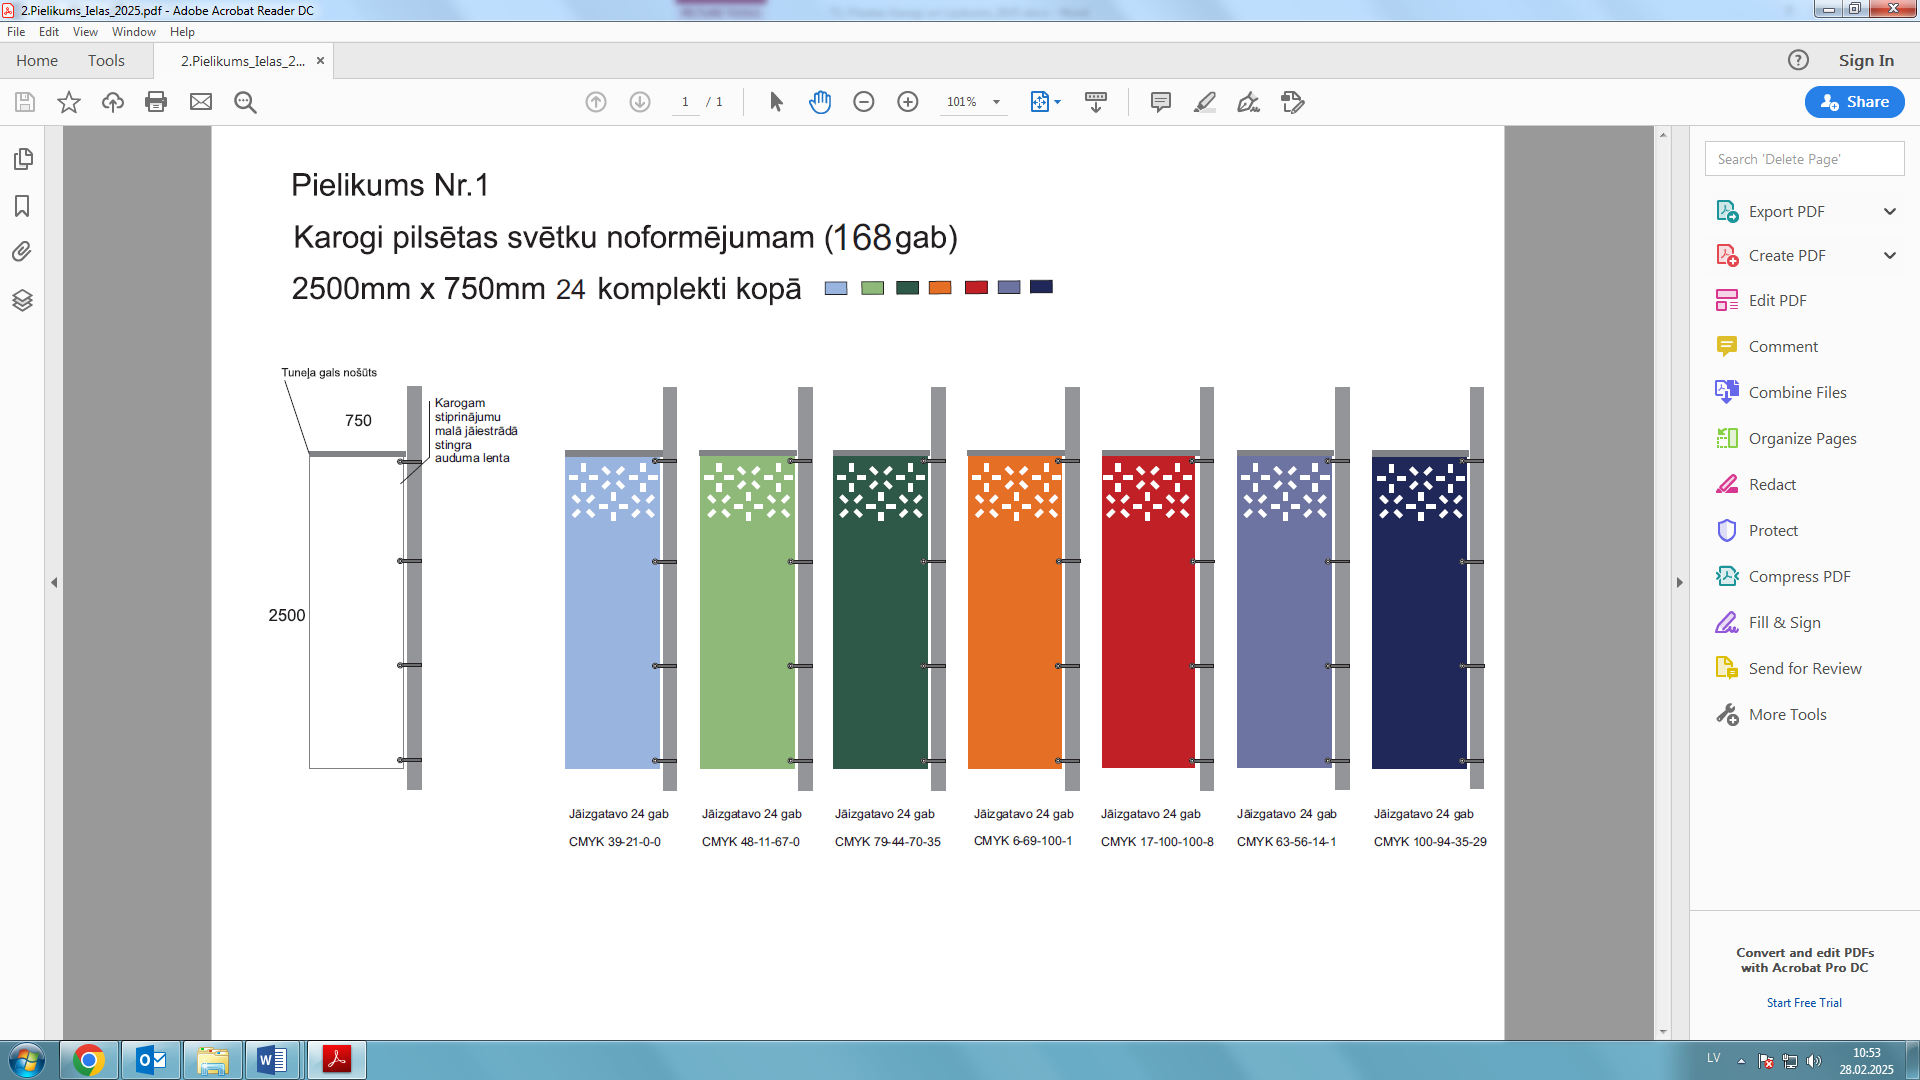 2.Pielikums_Ielas_2025.pdf - Adobe Acrobat Reader DC
File Edit View Window Help
Home Tools 2.Pielikums_Ielas_2... × Sign In
1 / 1 101% Share
Pielikums Nr.1
Karogi pilsētas svētku noformējumam (168 gab)
2500mm x 750mm 24 komplekti kopā
Tuneļa gals nošūts
750
Karogam
stiprinājumu
malā jāiestrādā
stingra
auduma lenta
2500
Jāizgatavo 24 gab Jāizgatavo 24 gab Jāizgatavo 24 gab Jāizgatavo 24 gab Jāizgatavo 24 gab Jāizgatavo 24 gab Jāizgatavo 24 gab
CMYK 39-21-0-0 CMYK 48-11-67-0 CMYK 79-44-70-35 CMYK 6-69-100-1 CMYK 17-100-100-8 CMYK 63-56-14-1 CMYK 100-94-35-29
Search 'Delete Page'
Export PDF
Create PDF
Edit PDF
Comment
Combine Files
Organize Pages
Redact
Protect
Compress PDF
Fill & Sign
Send for Review
More Tools
Convert and edit PDFs
with Acrobat Pro DC
Start Free Trial
LV
10:53
28.02.2025